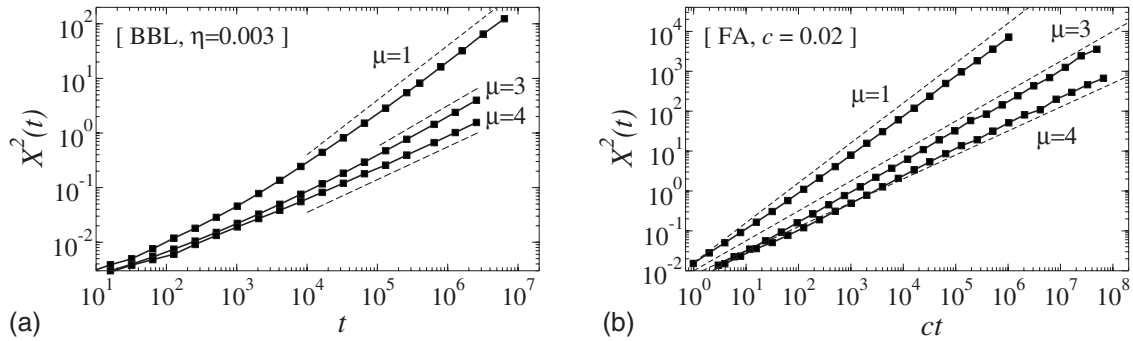 [ BBL, η=0.003 ]
μ=1
μ=3
μ=4
X²(t)
10² 10¹ 10⁰ 10⁻¹ 10⁻²
10¹ 10² 10³ 10⁴ 10⁵ 10⁶ 10⁷
t
(a)
[ FA, c = 0.02 ]
μ=3
μ=1
μ=4
X²(t)
10⁴ 10³ 10² 10¹ 10⁰ 10⁻¹ 10⁻²
10⁰ 10¹ 10² 10³ 10⁴ 10⁵ 10⁶ 10⁷ 10⁸
ct
(b)